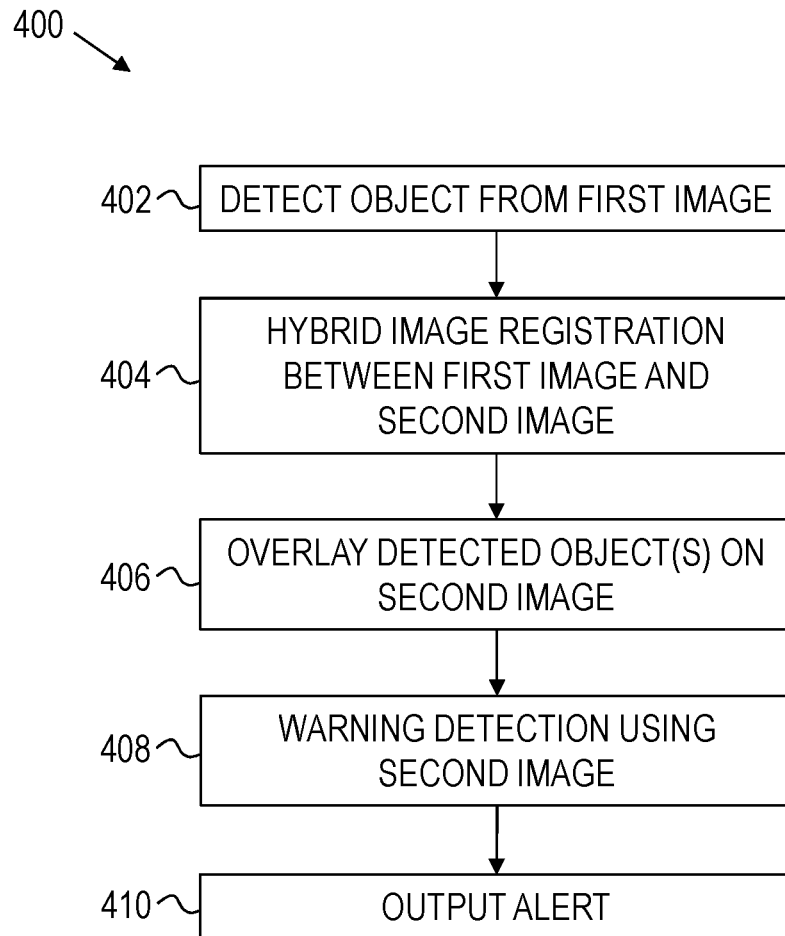 400
402
DETECT OBJECT FROM FIRST IMAGE
404
HYBRID IMAGE REGISTRATION
BETWEEN FIRST IMAGE AND
SECOND IMAGE
406
OVERLAY DETECTED OBJECT(S) ON
SECOND IMAGE
408
WARNING DETECTION USING
SECOND IMAGE
410
OUTPUT ALERT